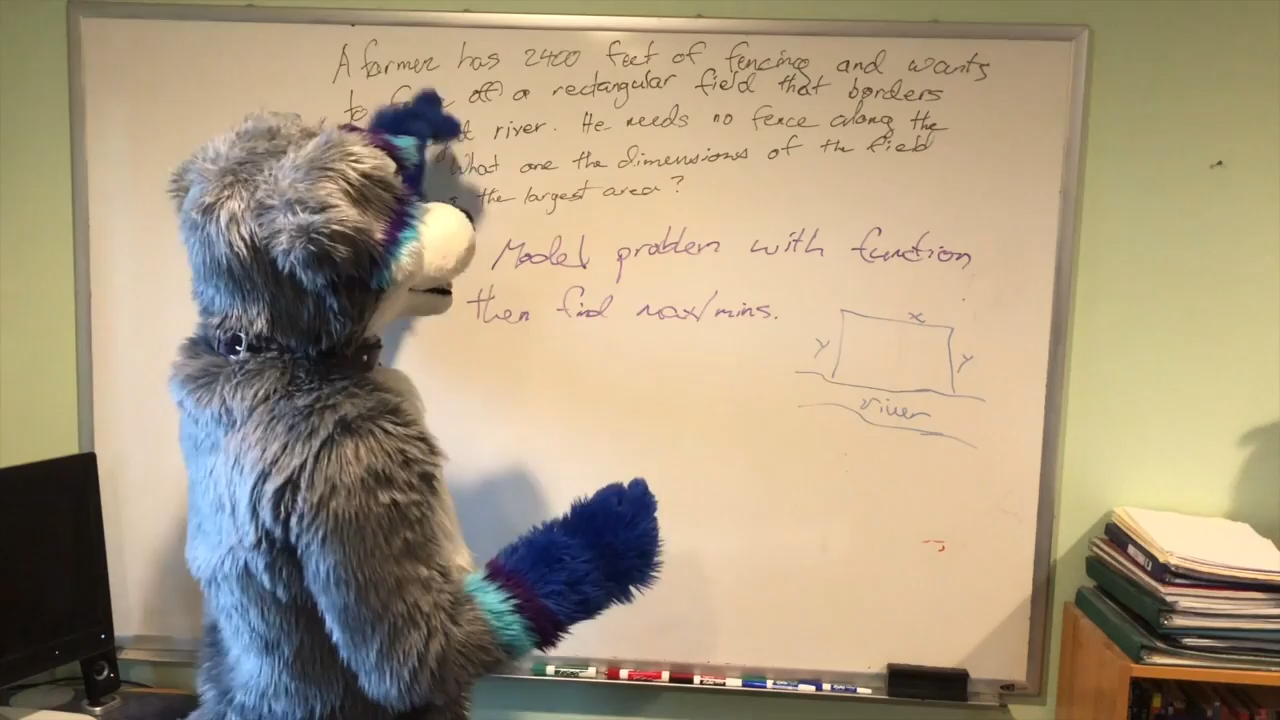 A farmer has 2400 feet of fencing and wants
to off a rectangular field that borders
river. He needs no fence along the
What are the dimensions of the field
the largest area?
Model problem with function
then find max/mins.
x
y
y
river